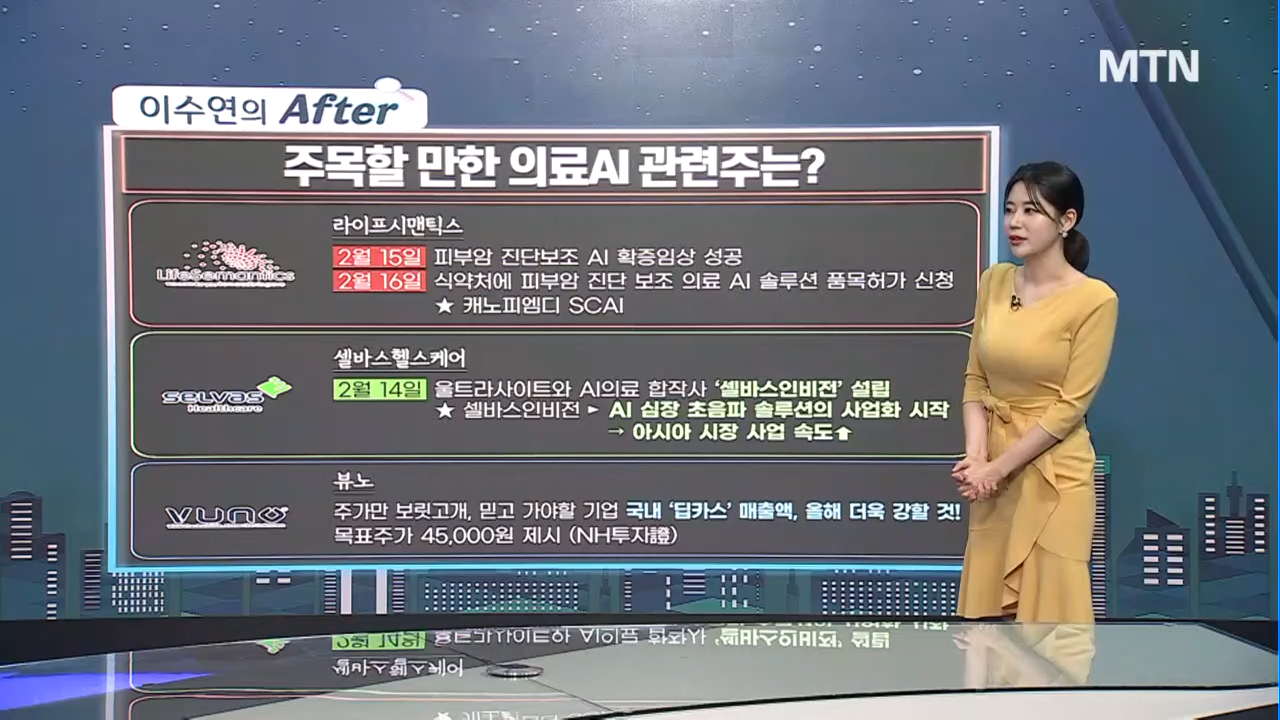 MTN
이수연의 After
주목할 만한 의료AI 관련주는?
LifeSemantics
라이프시맨틱스
2월 15일 피부암 진단보조 AI 확증임상 성공
2월 16일 식약처에 피부암 진단 보조 의료 AI 솔루션 품목허가 신청
★ 캐노피엠디 SCAI
SELVAS
Healthcare
셀바스헬스케어
2월 14일 울트라사이트와 AI의료 합작사 ‘셀바스인비전’ 설립
★ 셀바스인비전 ► AI 심장 초음파 솔루션의 사업화 시작
→ 아시아 시장 사업 속도⬆
VUNO
뷰노
주가만 보릿고개, 믿고 가야할 기업 국내 ‘딥카스’ 매출액, 올해 더욱 강할 것!
목표주가 45,000원 제시 (NH투자證)